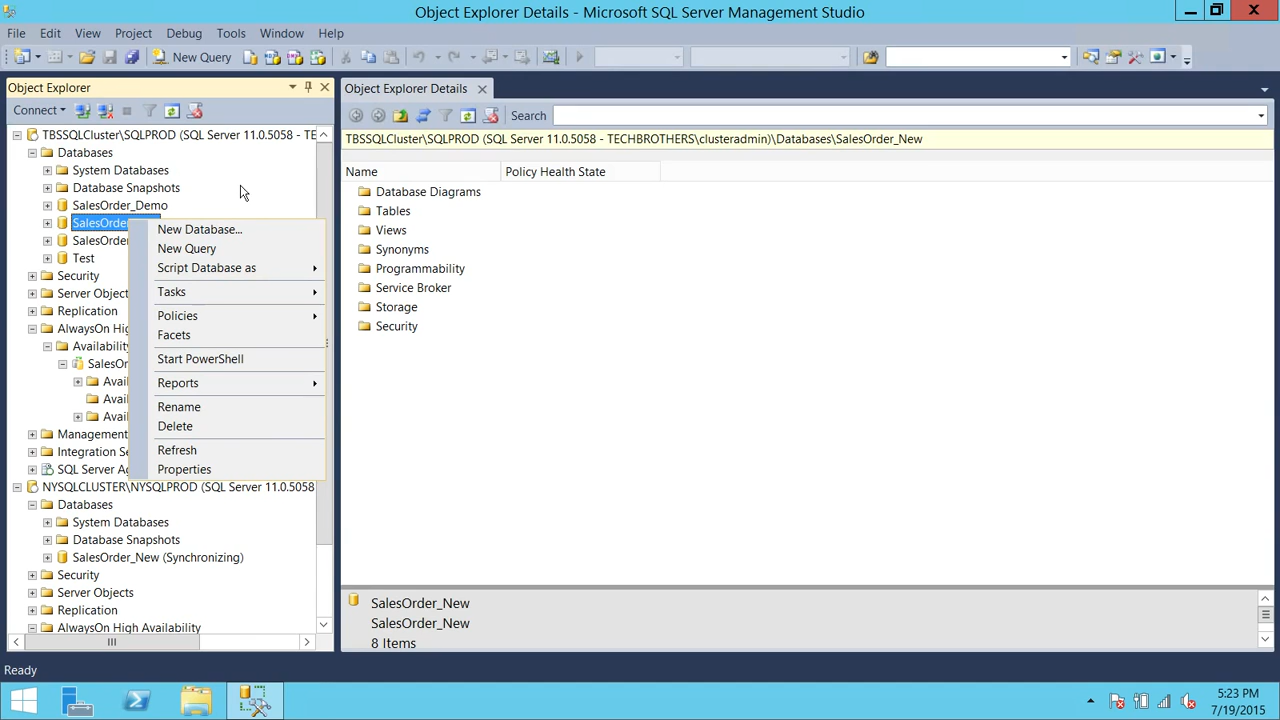 Object Explorer Details - Microsoft SQL Server Management Studio
File Edit View Project Debug Tools Window Help
New Query
Object Explorer
Connect
TBSSQLCluster\SQLPROD (SQL Server 11.0.5058 - TE
Databases
System Databases
Database Snapshots
SalesOrder_Demo
SalesOrder
SalesOrder
Test
Security
Server Object
Replication
AlwaysOn Hig
Availability
SalesOr
Avai
Avai
Avai
Management
Integration Se
SQL Server Ag
NYSQLCLUSTER\NYSQLPROD (SQL Server 11.0.5058
Databases
System Databases
Database Snapshots
SalesOrder_New (Synchronizing)
Security
Server Objects
Replication
AlwaysOn High Availability
New Database...
New Query
Script Database as
Tasks
Policies
Facets
Start PowerShell
Reports
Rename
Delete
Refresh
Properties
Object Explorer Details
Search
TBSSQLCluster\SQLPROD (SQL Server 11.0.5058 - TECHBROTHERS\clusteradmin)\Databases\SalesOrder_New
Name Policy Health State
Database Diagrams
Tables
Views
Synonyms
Programmability
Service Broker
Storage
Security
SalesOrder_New
SalesOrder_New
8 Items
Ready
5:23 PM
7/19/2015